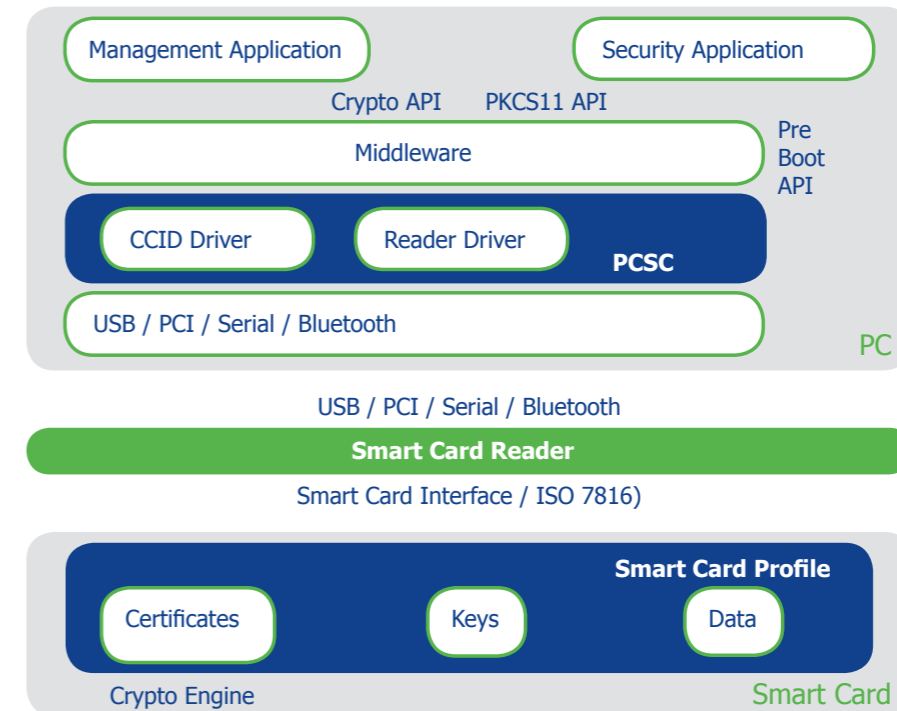 Management Application
Security Application
Crypto API
PKCS11 API
Middleware
Pre
Boot
API
CCID Driver
Reader Driver
PCSC
USB / PCI / Serial / Bluetooth
PC
USB / PCI / Serial / Bluetooth
Smart Card Reader
Smart Card Interface / ISO 7816)
Smart Card Profile
Certificates
Keys
Data
Crypto Engine
Smart Card